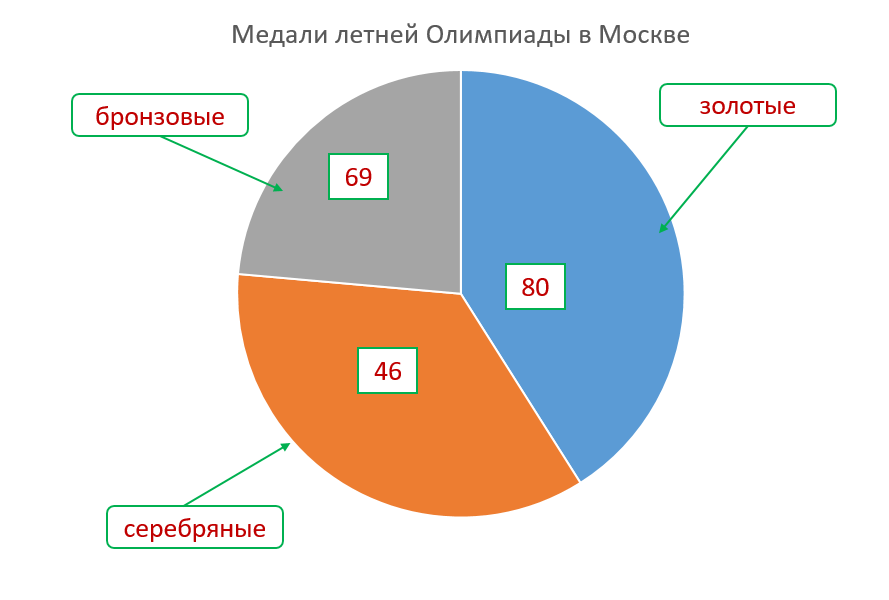 Медали летней Олимпиады в Москве
бронзовые
золотые
69
80
46
серебряные